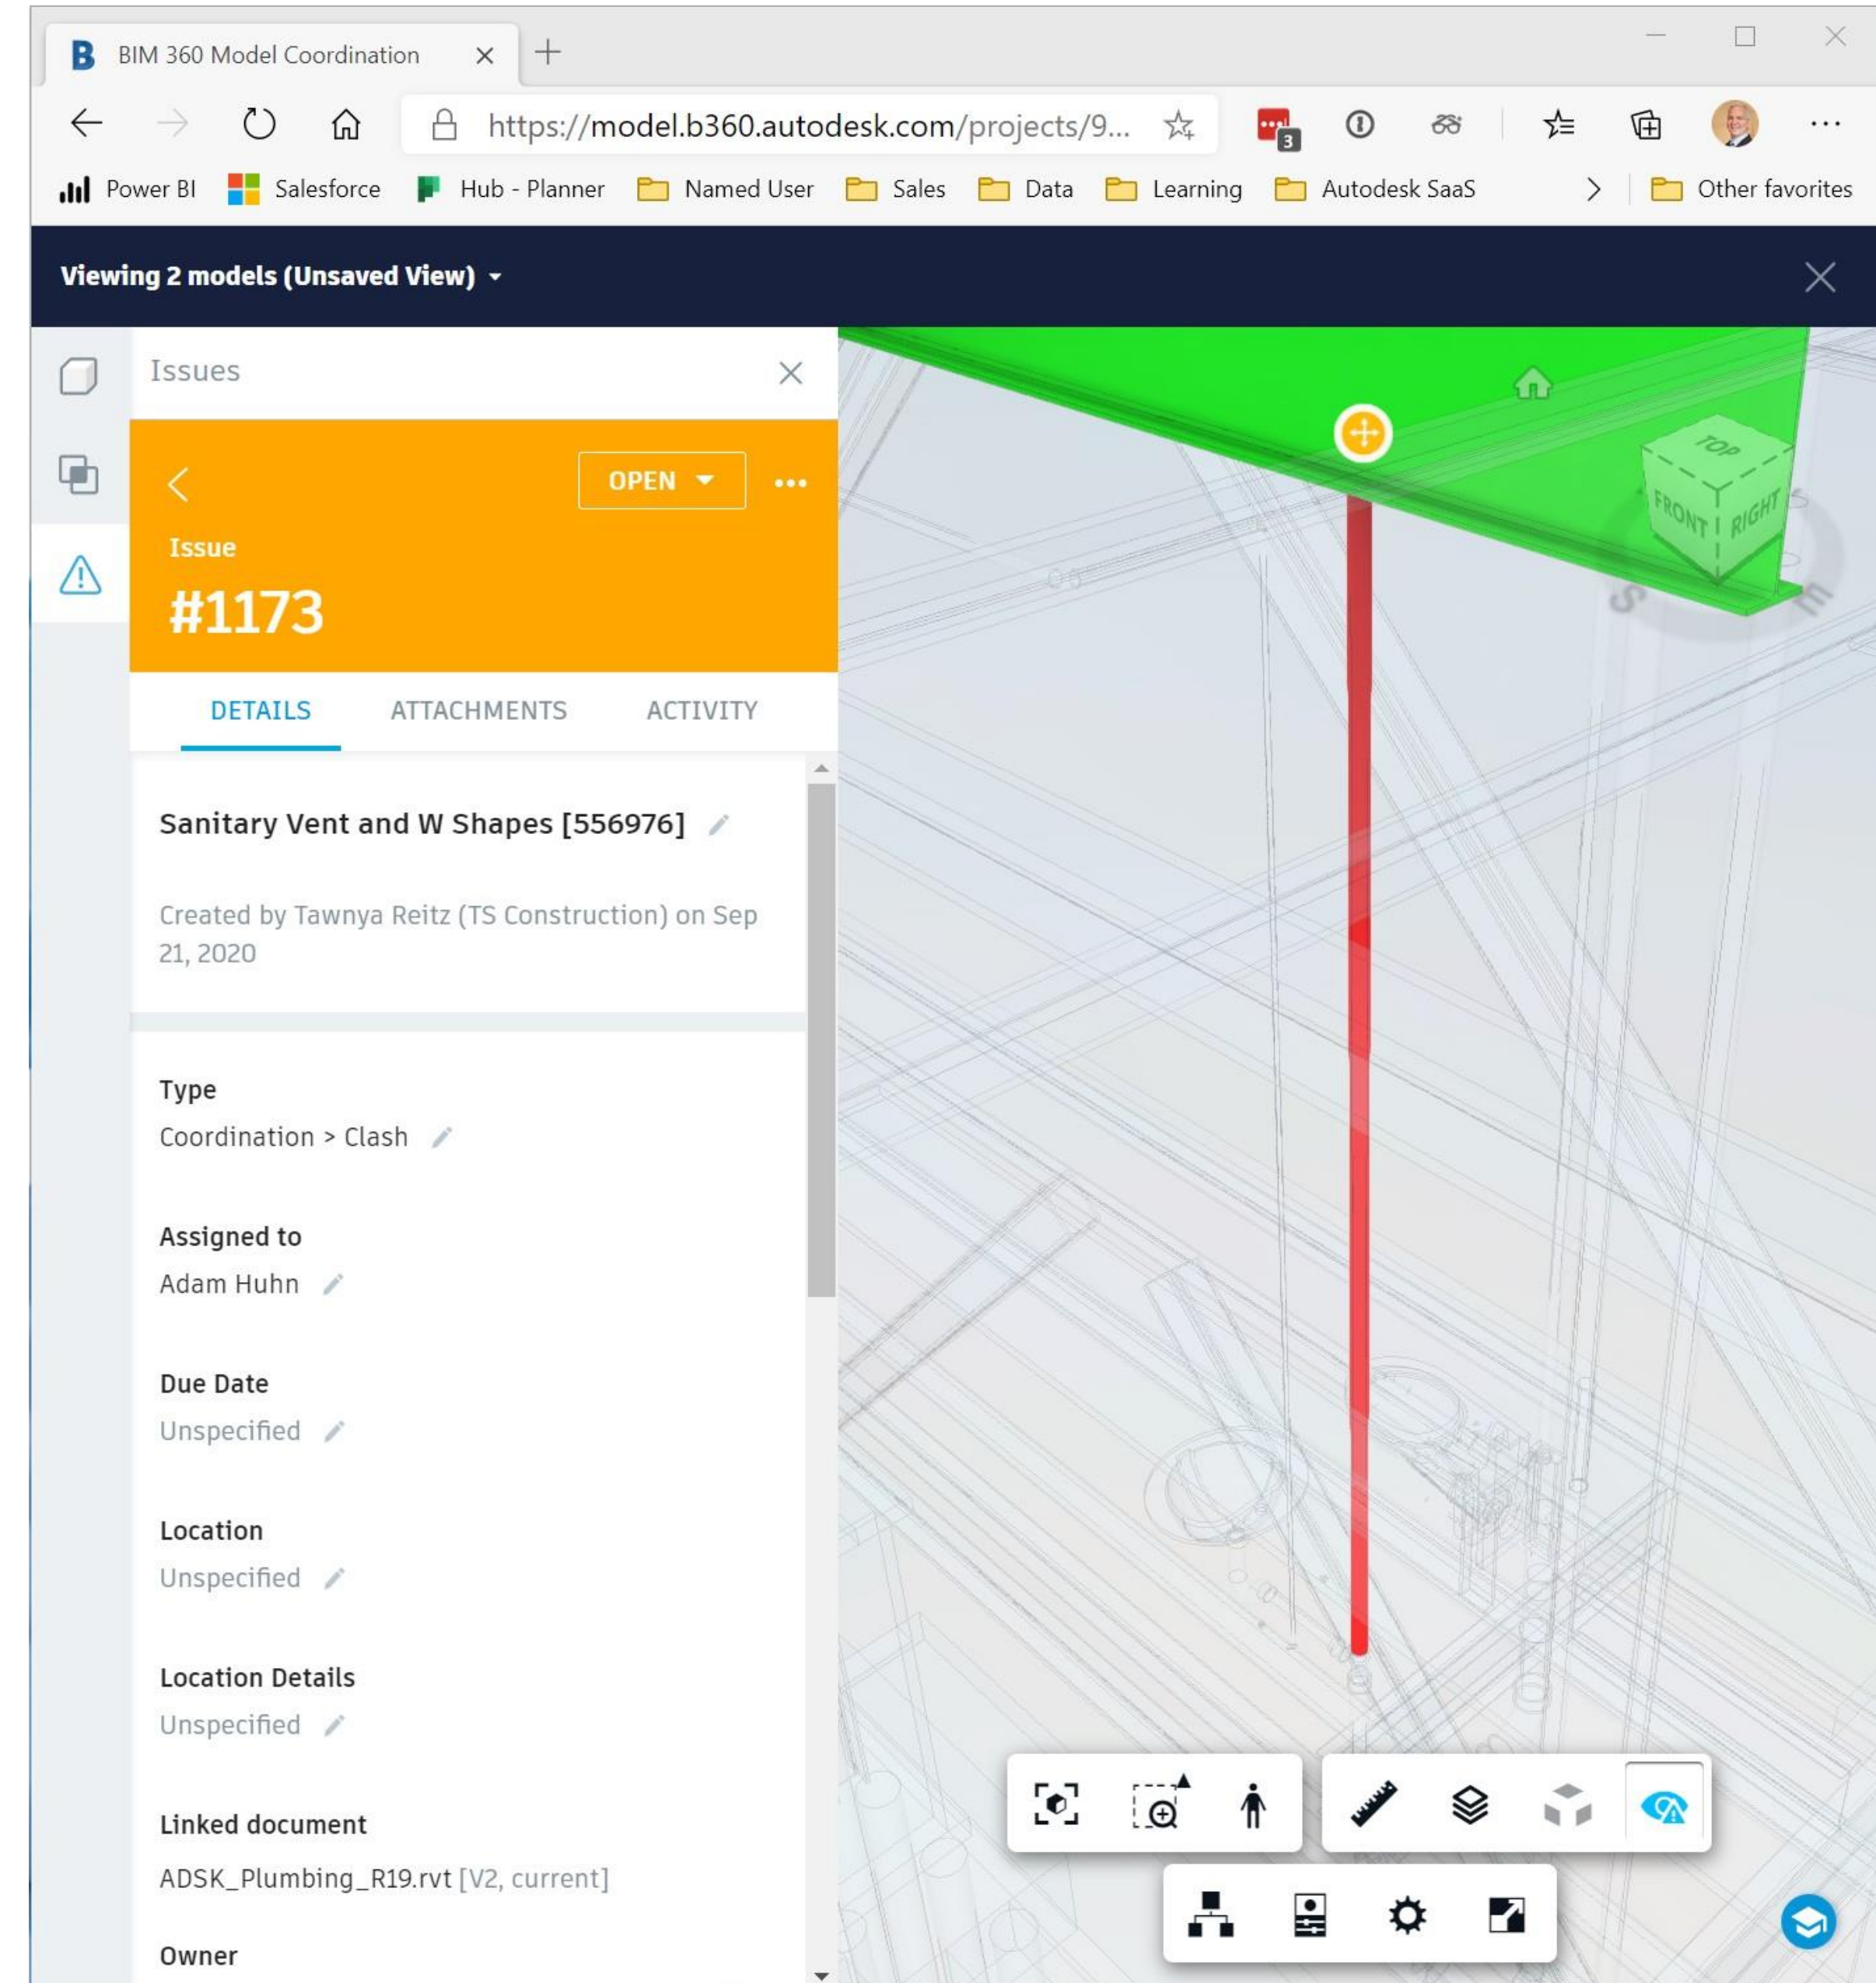 BIM 360 Model Coordination
https://model.b360.autodesk.com/projects/9...
3
Power BI Salesforce Hub - Planner Named User Sales Data Learning Autodesk SaaS Other favorites
Viewing 2 models (Unsaved View)
Issues
OPEN
Issue
#1173
DETAILS ATTACHMENTS ACTIVITY
Sanitary Vent and W Shapes [556976]
Created by Tawnya Reitz (TS Construction) on Sep
21, 2020
Type
Coordination > Clash
Assigned to
Adam Huhn
Due Date
Unspecified
Location
Unspecified
Location Details
Unspecified
Linked document
ADSK_Plumbing_R19.rvt [V2, current]
Owner
TOP
FRONT RIGHT
S E